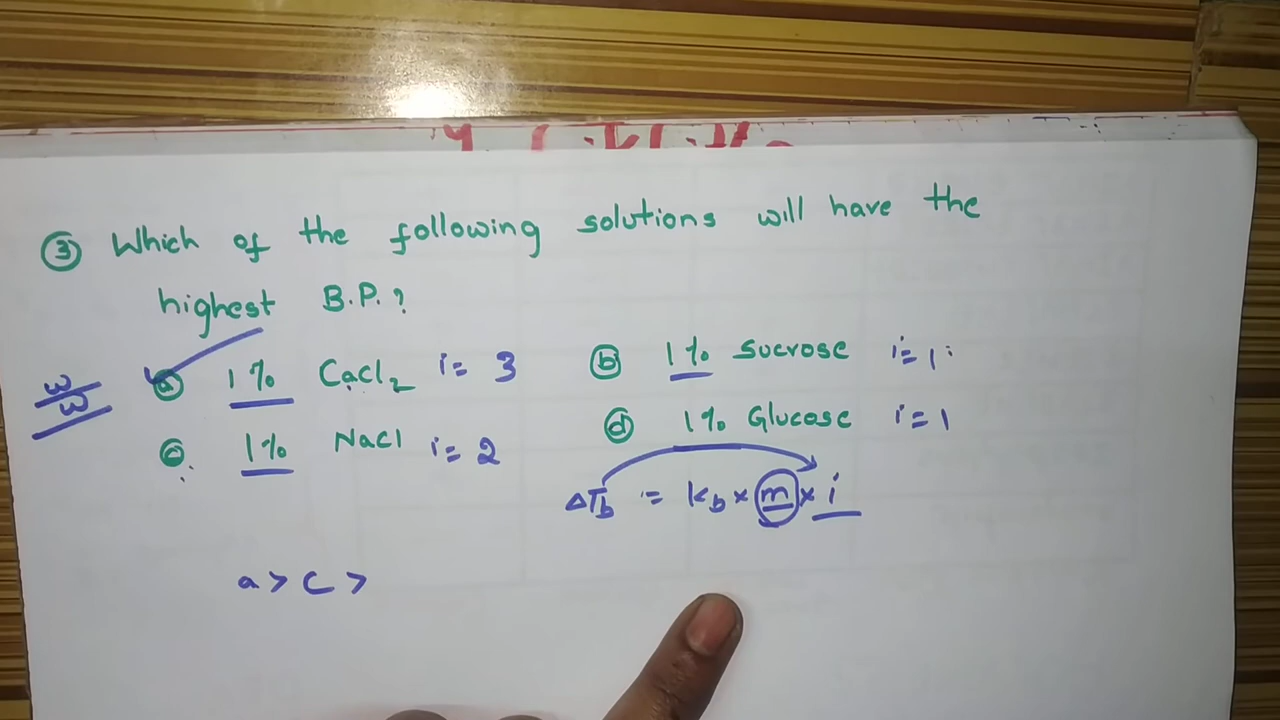 ③ Which of the following solutions will have the
highest B.P.?
w/w
ⓐ 1% CaCl₂ i= 3
ⓑ 1% Sucrose i= 1
ⓒ 1% NaCl i= 2
ⓓ 1% Glucose i= 1
ΔTb = kb × m × i
a > c >